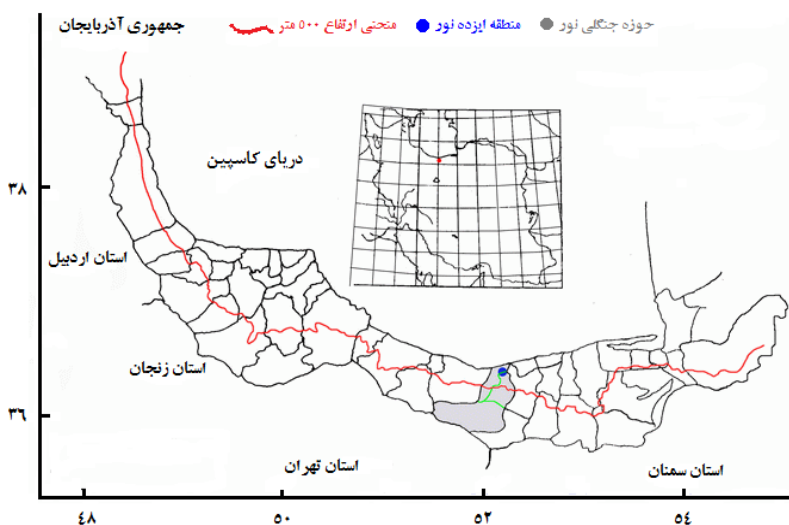 جمهوری آذربایجان
منحنی ارتفاع ۵۰۰ متر
منطقه ایزده نور
حوزه جنگلی نور
دریای کاسپین
۳۸
استان اردبیل
استان زنجان
۳۶
استان تهران
استان سمنان
۴۸
۵۰
۵۲
۵۴